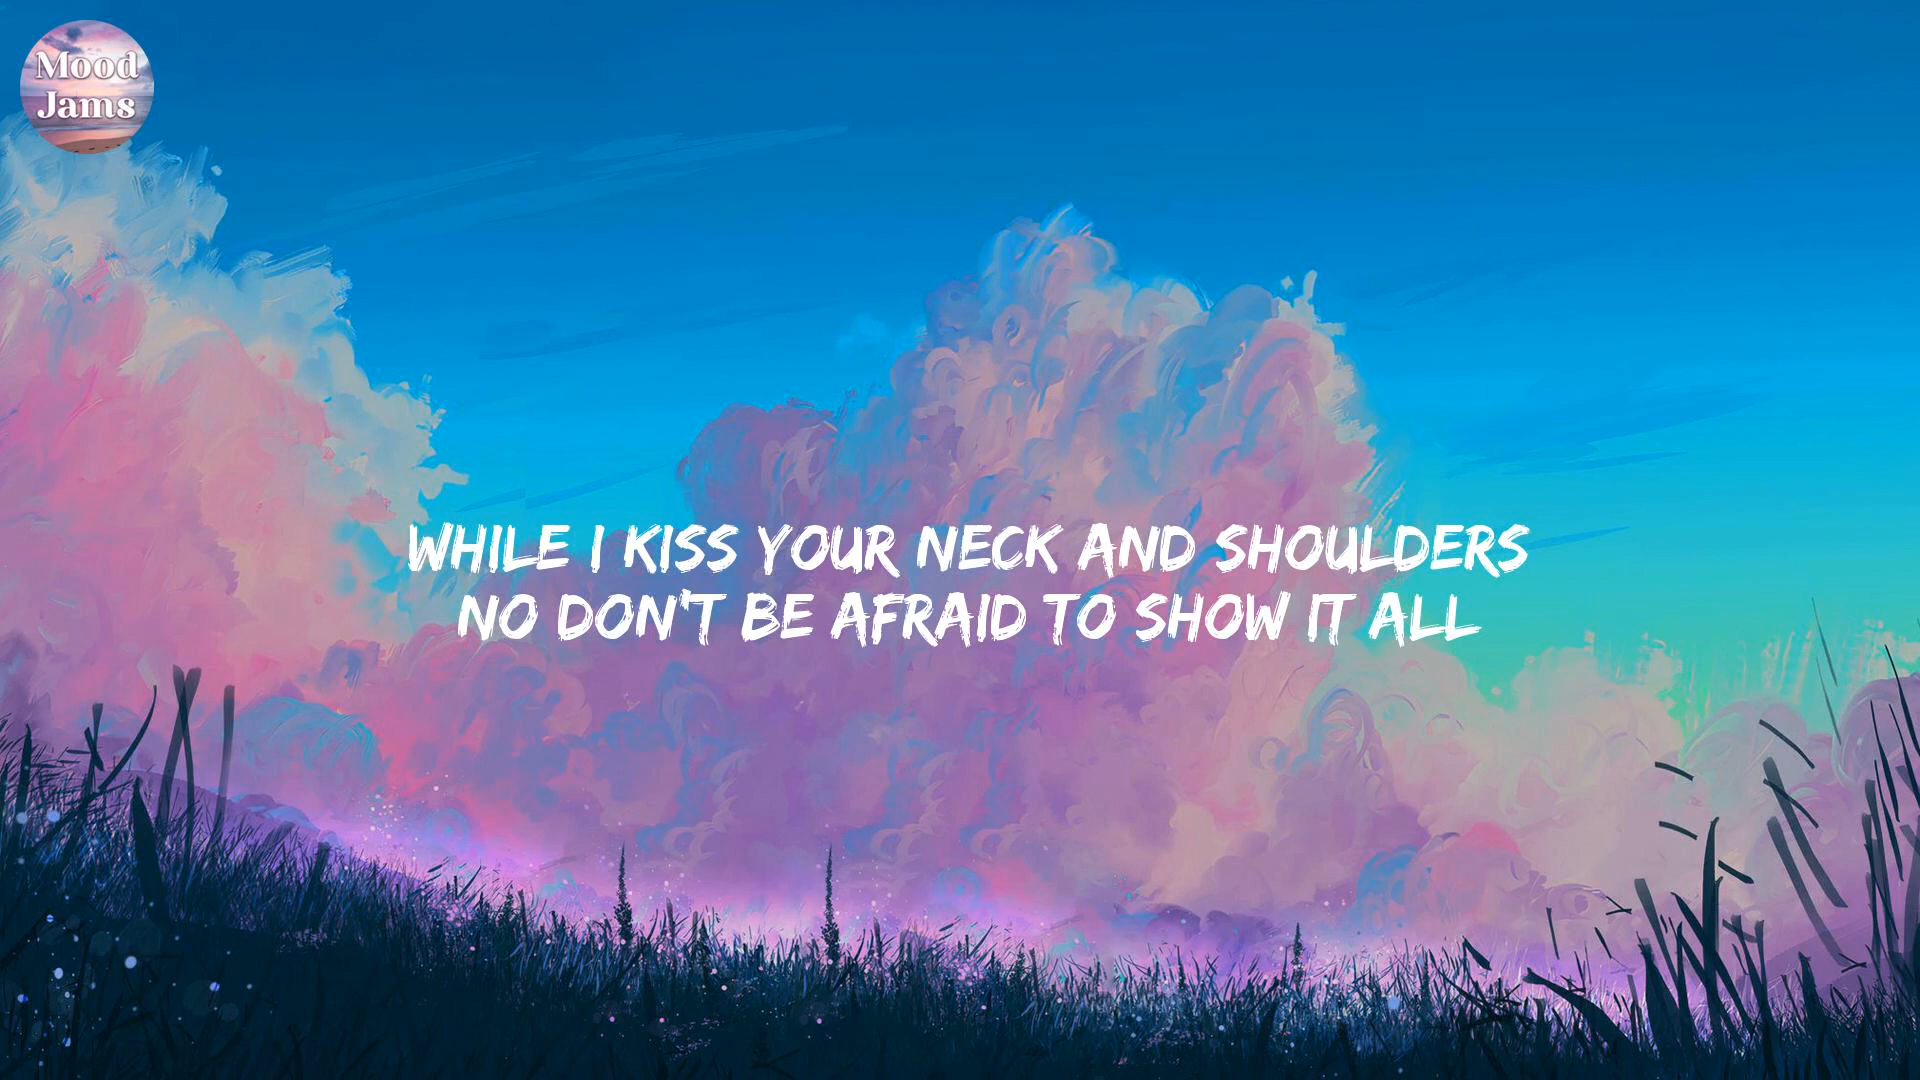 Mood
Jams
WHILE I KISS YOUR NECK AND SHOULDERS
NO DON'T BE AFRAID TO SHOW IT ALL